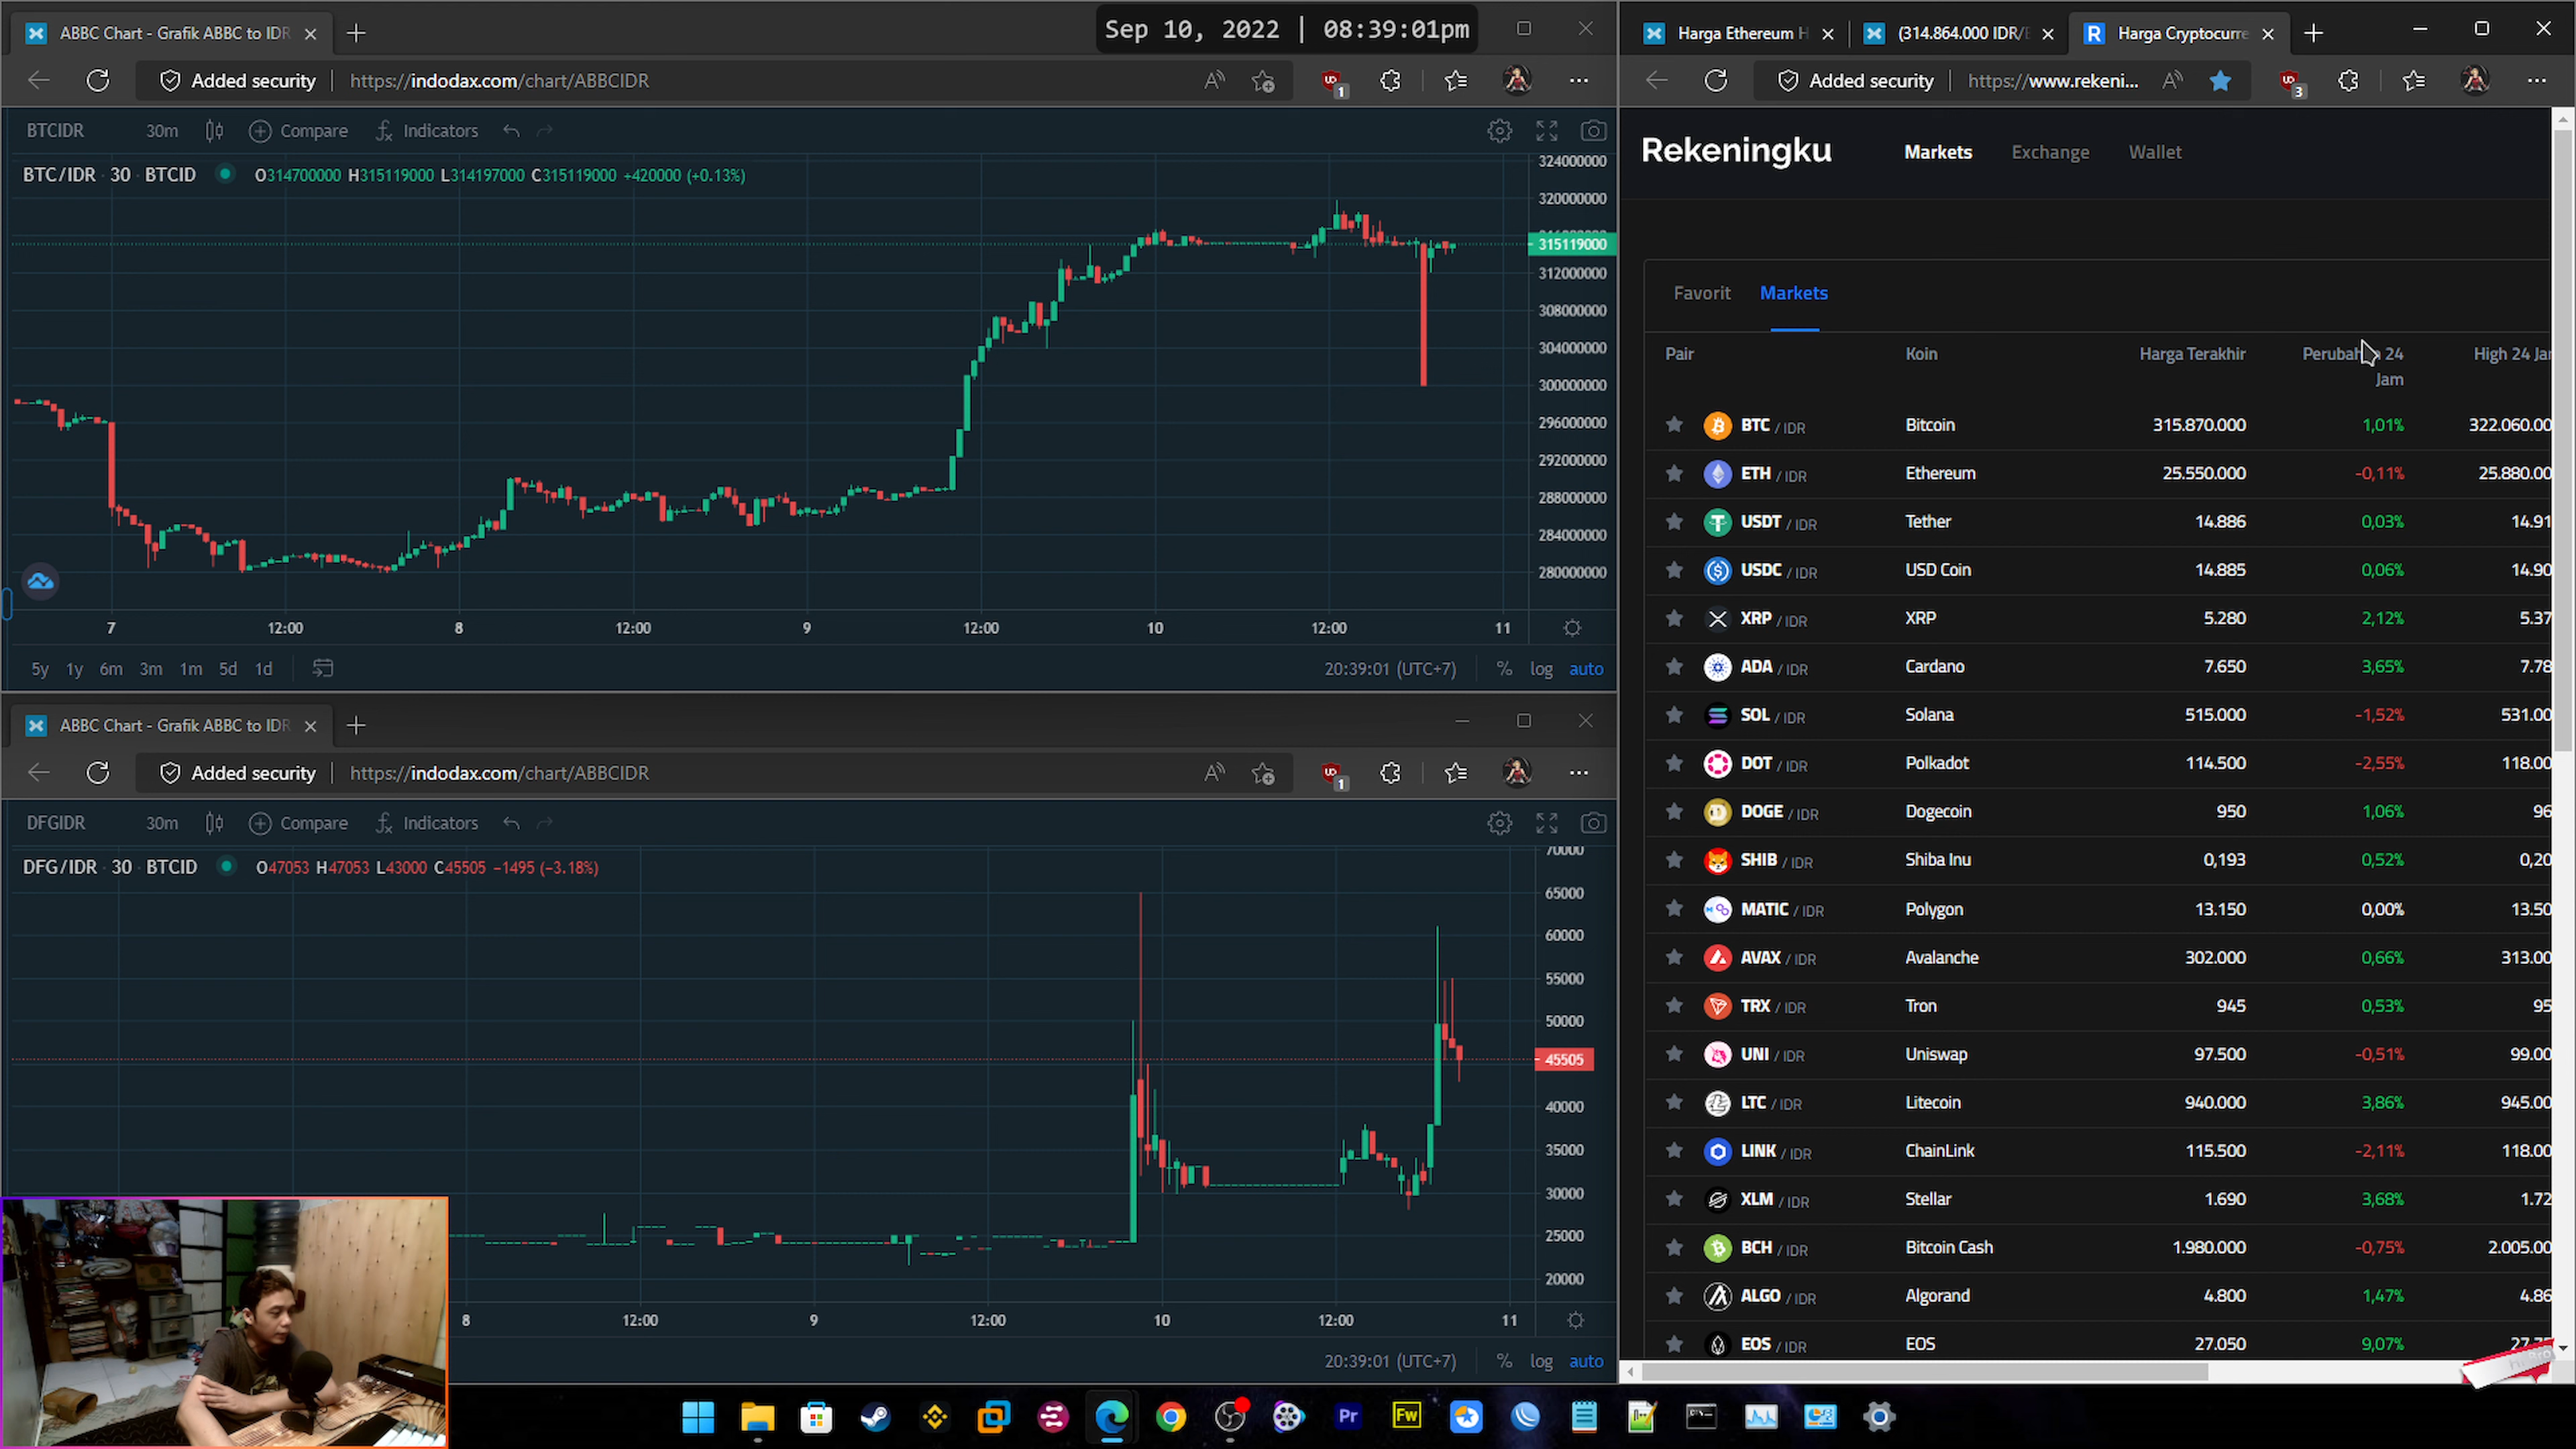 ABBC Chart - Grafik ABBC to IDR
Sep 10, 2022 | 08:39:01pm
Added security
https://indodax.com/chart/ABBCIDR
1
BTCIDR 30m Compare Indicators
BTC/IDR · 30 · BTCID O314700000 H315119000 L314197000 C315119000 +420000 (+0.13%)
324000000
320000000
315119000
312000000
308000000
304000000
300000000
296000000
292000000
288000000
284000000
280000000
7 12:00 8 12:00 9 12:00 10 12:00 11
5y 1y 6m 3m 1m 5d 1d
20:39:01 (UTC+7) % log auto
ABBC Chart - Grafik ABBC to IDR
Added security
https://indodax.com/chart/ABBCIDR
1
DFGIDR 30m Compare Indicators
DFG/IDR · 30 · BTCID O47053 H47053 L43000 C45505 −1495 (−3.18%)
70000
65000
60000
55000
50000
45505
40000
35000
30000
25000
20000
8 12:00 9 12:00 10 12:00 11
20:39:01 (UTC+7) % log auto
Harga Ethereum H
(314.864.000 IDR/
Harga Cryptocurre
Added security
https://www.rekeni...
3
Rekeningku Markets Exchange Wallet
Favorit Markets
Pair Koin Harga Terakhir Perubahan 24 Jam High 24 Jam
BTC / IDR Bitcoin 315.870.000 1,01% 322.060.00
ETH / IDR Ethereum 25.550.000 -0,11% 25.880.00
USDT / IDR Tether 14.886 0,03% 14.91
USDC / IDR USD Coin 14.885 0,06% 14.90
XRP / IDR XRP 5.280 2,12% 5.37
ADA / IDR Cardano 7.650 3,65% 7.78
SOL / IDR Solana 515.000 -1,52% 531.00
DOT / IDR Polkadot 114.500 -2,55% 118.00
DOGE / IDR Dogecoin 950 1,06% 96
SHIB / IDR Shiba Inu 0,193 0,52% 0,20
MATIC / IDR Polygon 13.150 0,00% 13.50
AVAX / IDR Avalanche 302.000 0,66% 313.00
TRX / IDR Tron 945 0,53% 95
UNI / IDR Uniswap 97.500 -0,51% 99.00
LTC / IDR Litecoin 940.000 3,86% 945.00
LINK / IDR ChainLink 115.500 -2,11% 118.00
XLM / IDR Stellar 1.690 3,68% 1.72
BCH / IDR Bitcoin Cash 1.980.000 -0,75% 2.005.00
ALGO / IDR Algorand 4.800 1,47% 4.86
EOS / IDR EOS 27.050 9,07%
Pr Fw